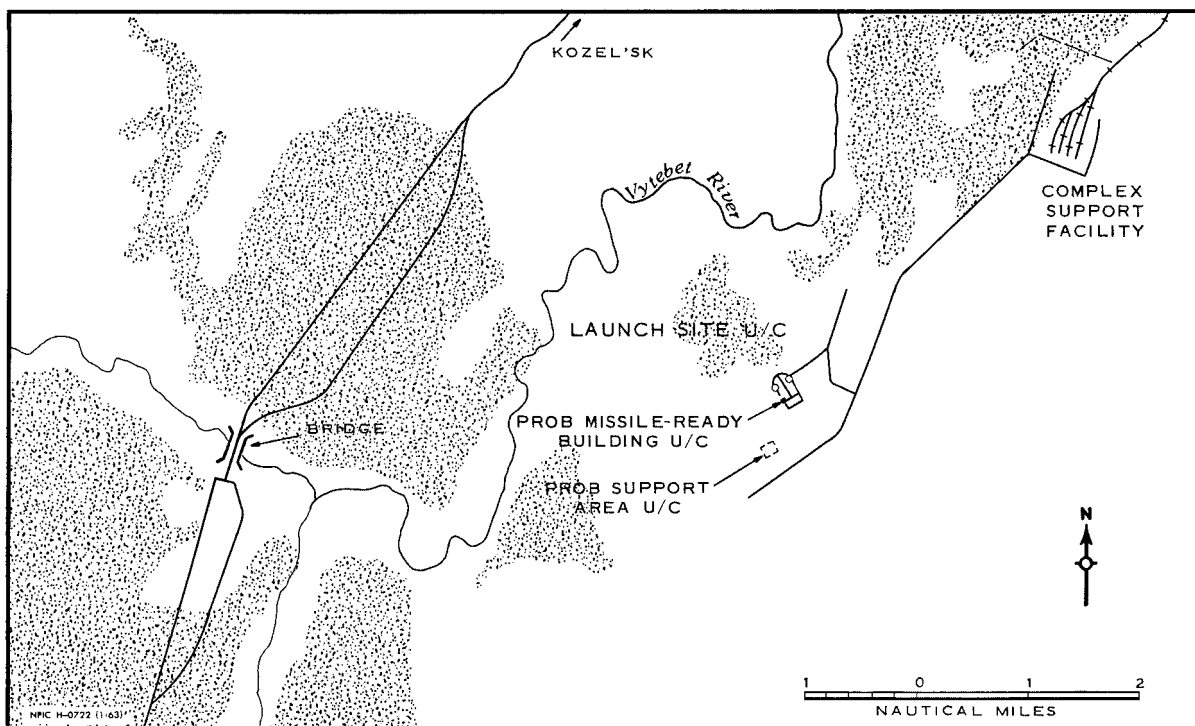 KOZEL'SK
Vytebet River
COMPLEX
SUPPORT
FACILITY
LAUNCH SITE U/C
PROB MISSILE-READY
BUILDING U/C
BRIDGE
PROB SUPPORT
AREA U/C
N
1 0 1 2
NAUTICAL MILES
NPIC H-0722 (1-63)